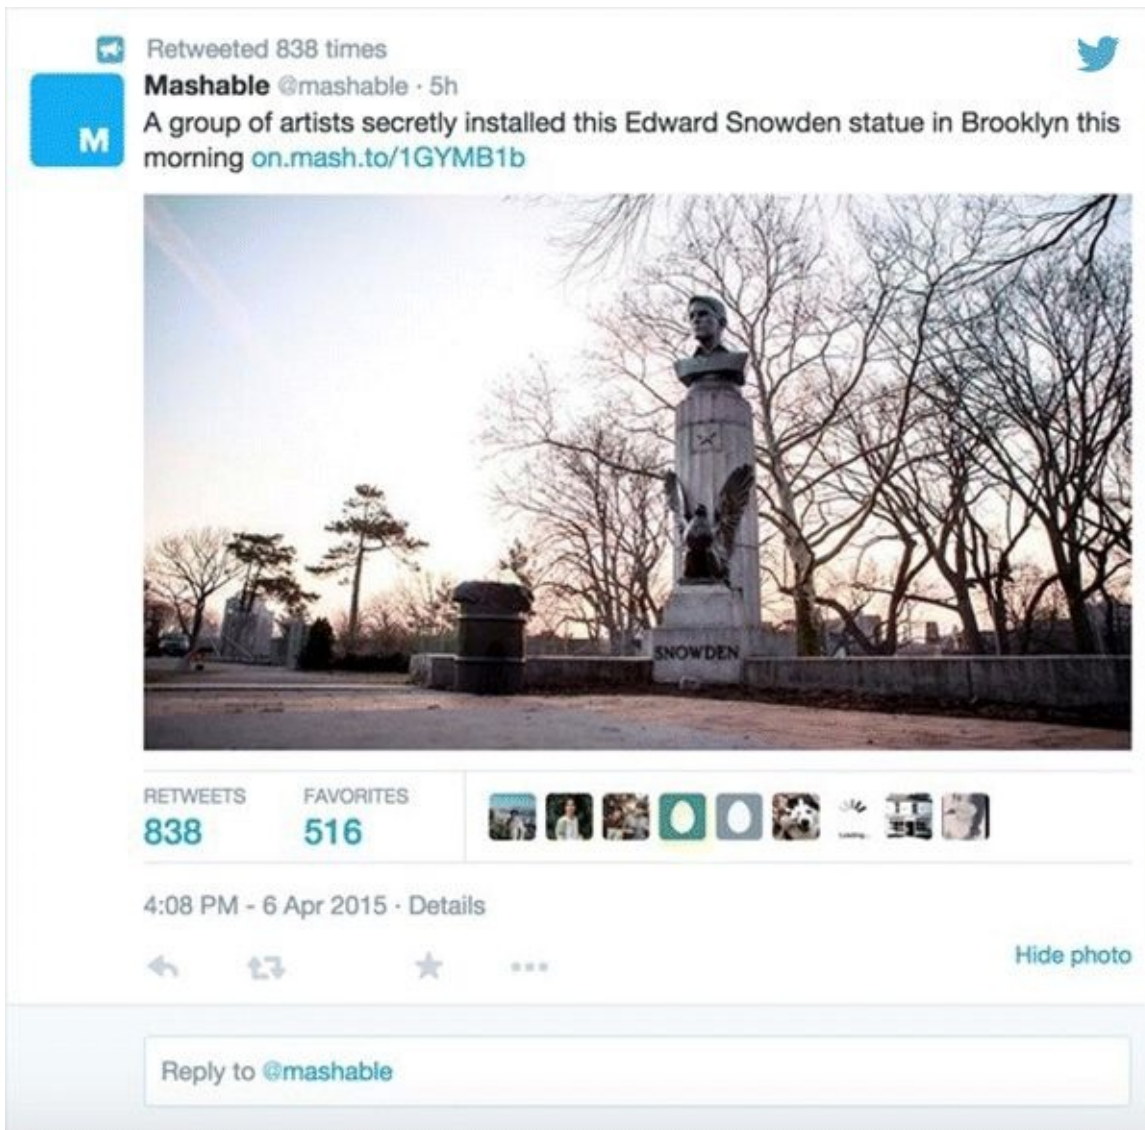 Retweeted 838 times
Mashable @mashable · 5h
M
A group of artists secretly installed this Edward Snowden statue in Brooklyn this
morning on.mash.to/1GYMB1b
SNOWDEN
RETWEETS FAVORITES
838 516
4:08 PM - 6 Apr 2015 · Details
Hide photo
Reply to @mashable